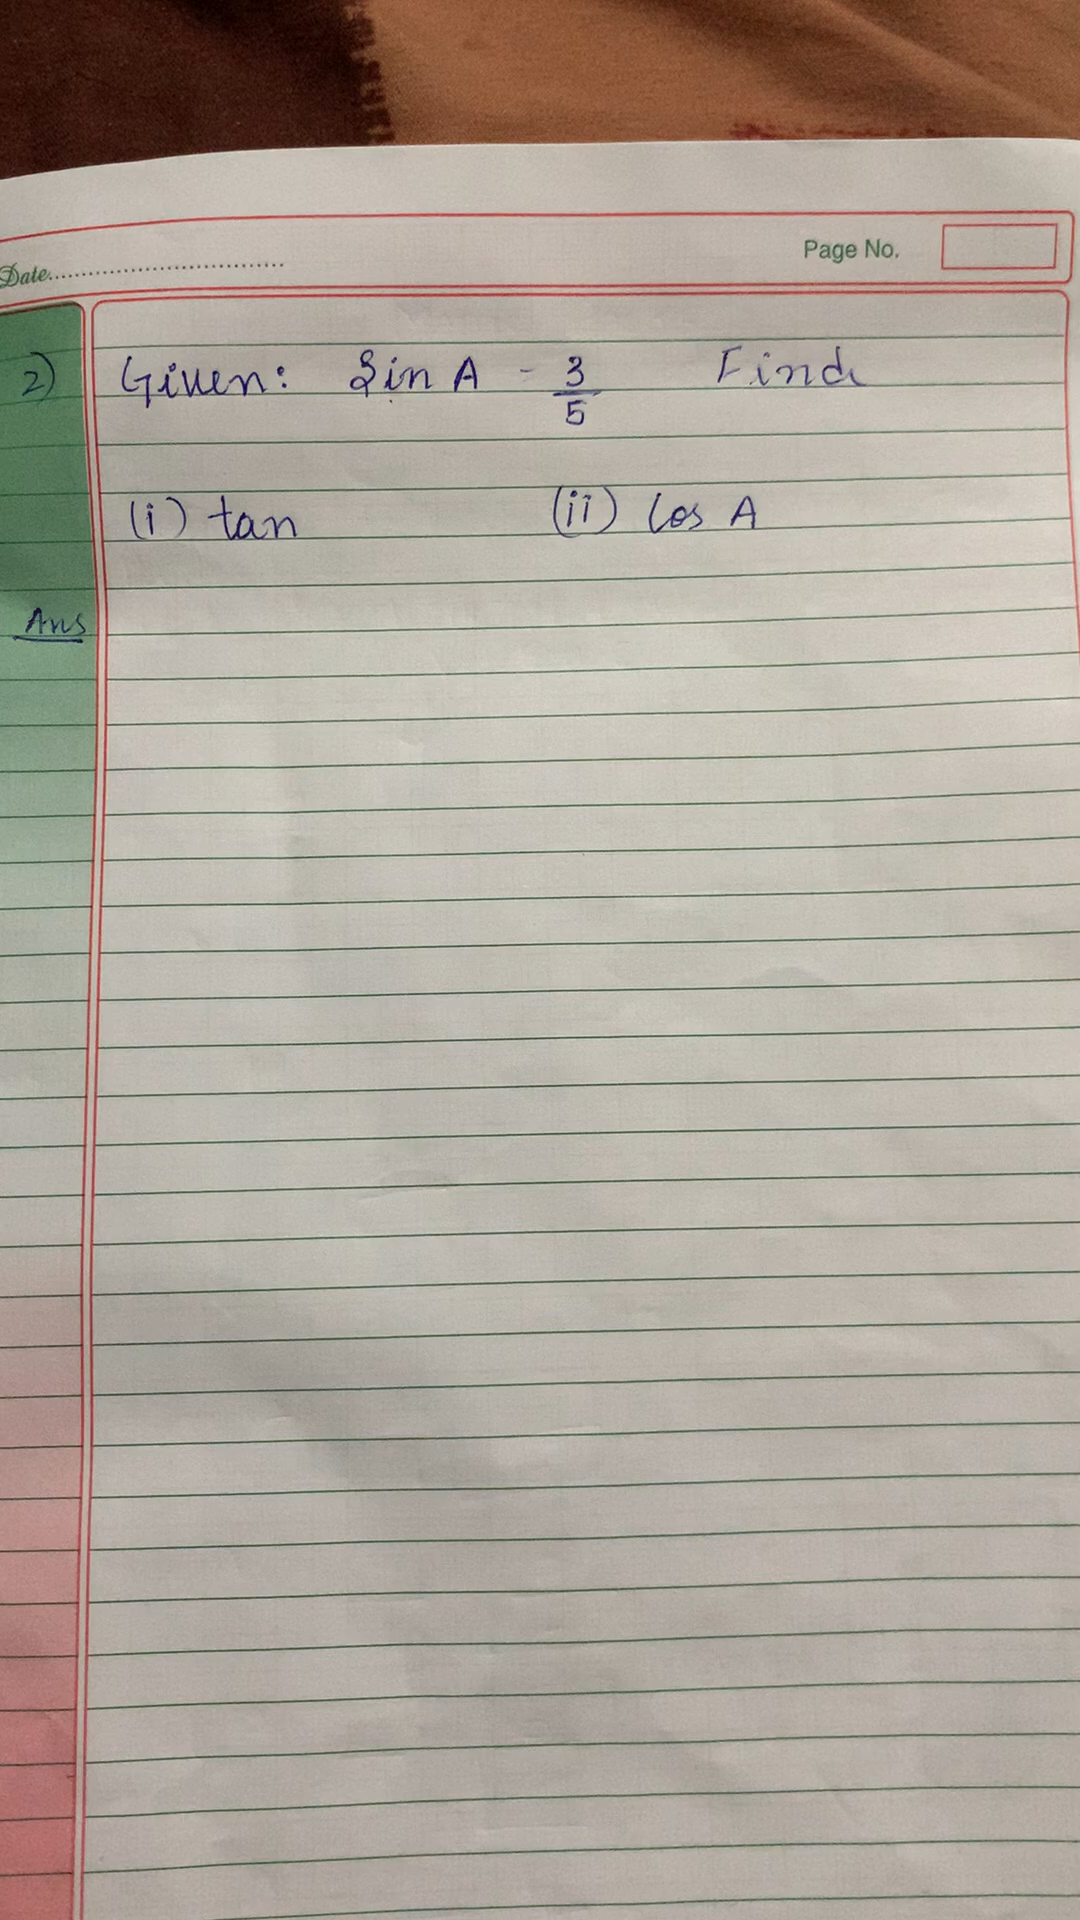 Date
Page No.
2) Given: Sin A - 3/5 Find
(i) tan (ii) Cos A
Ans